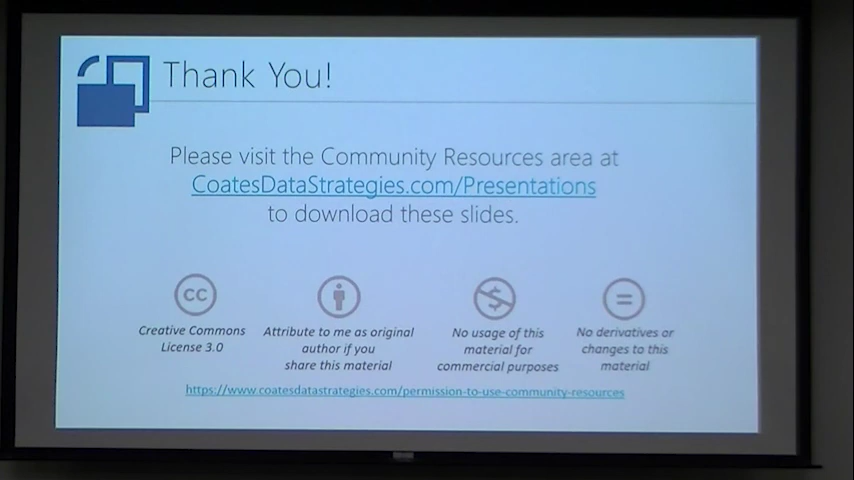 Thank You!
Please visit the Community Resources area at
CoatesDataStrategies.com/Presentations
to download these slides.
CC
Creative Commons
License 3.0
Attribute to me as original
author if you
share this material
No usage of this
material for
commercial purposes
No derivatives or
changes to this
material
https://www.coatesdatastrategies.com/permission-to-use-community-resources